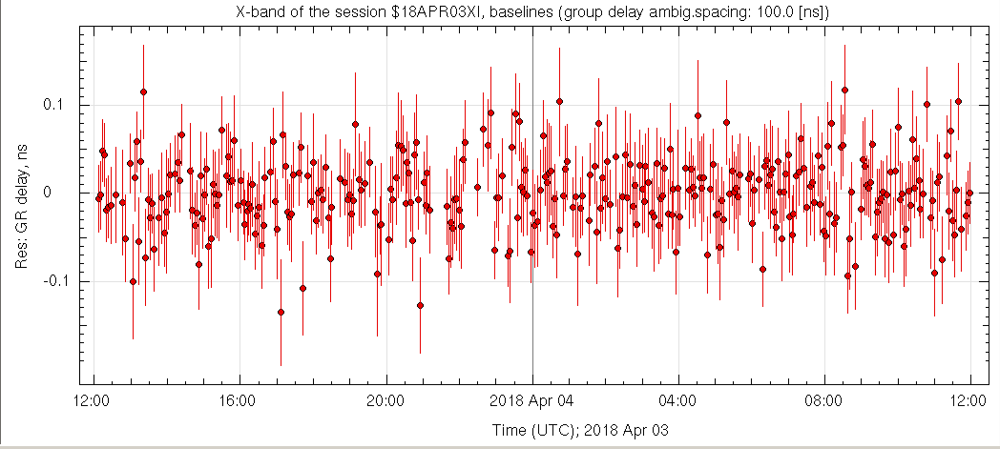 X-band of the session $18APR03XI, baselines (group delay ambig.spacing: 100.0 [ns])
Res: GR delay, ns
0.1
0
-0.1
12:00 16:00 20:00 2018 Apr 04 04:00 08:00 12:00
Time (UTC); 2018 Apr 03